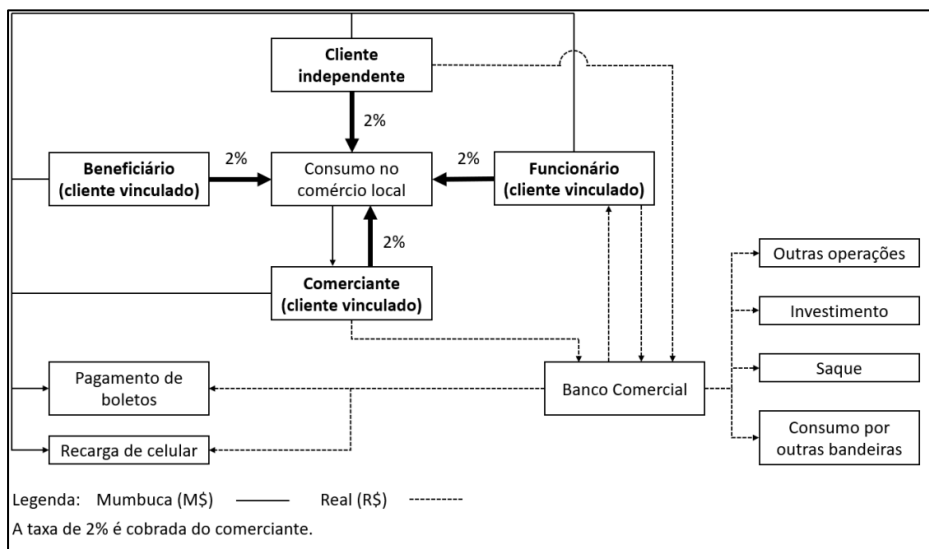 Cliente
independente
2%
Beneficiário
(cliente vinculado)
2%
Consumo no
comércio local
2%
Funcionário
(cliente vinculado)
2%
Comerciante
(cliente vinculado)
Outras operações
Investimento
Pagamento de
boletos
Banco Comercial
Saque
Consumo por
outras bandeiras
Recarga de celular
Legenda: Mumbuca (M$) Real (R$)
A taxa de 2% é cobrada do comerciante.